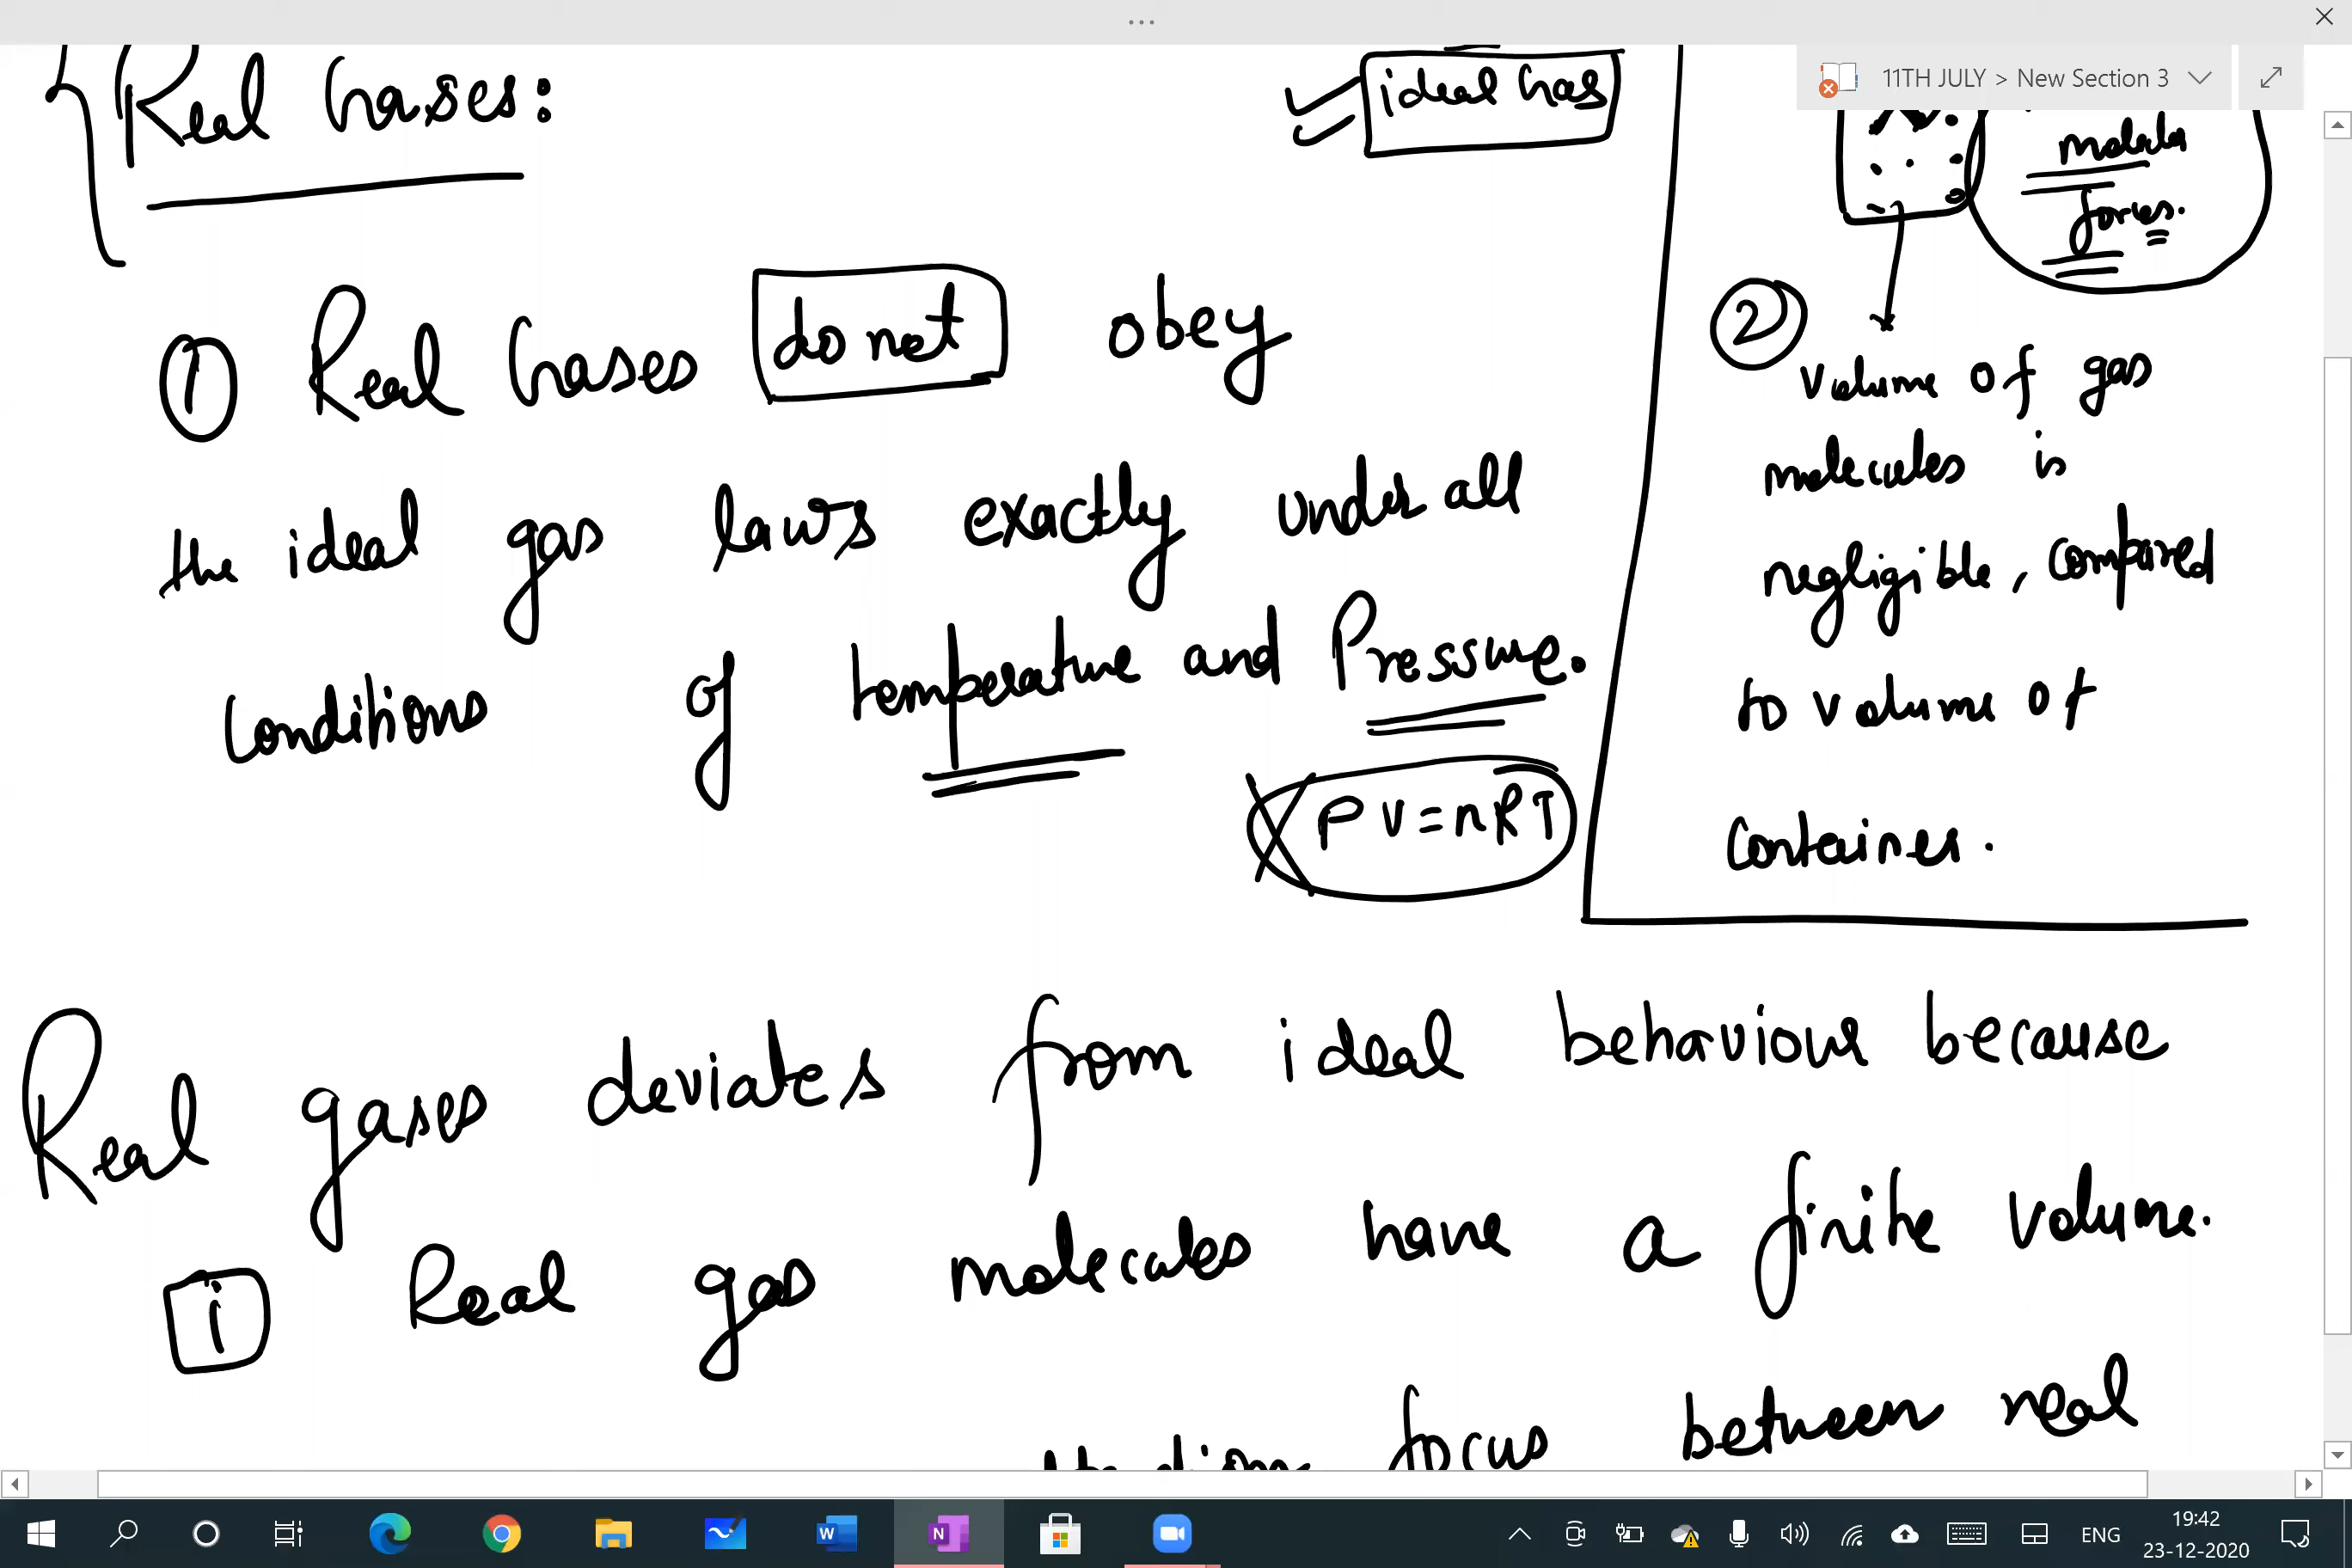 ...
11TH JULY > New Section 3
Real Gases:
ideal Gas
① Real Gases do not obey
the ideal gas laws exactly under all
Conditions of temperature and Pressure.
PV=nRT
forces.
②
Volume of gas
molecules is
negligible, compared
to volume of
Container.
Real gases deviates from ideal behaviour because
i Real gas molecules have a finite volume.
between real
W
N
ENG
19:42
23-12-2020